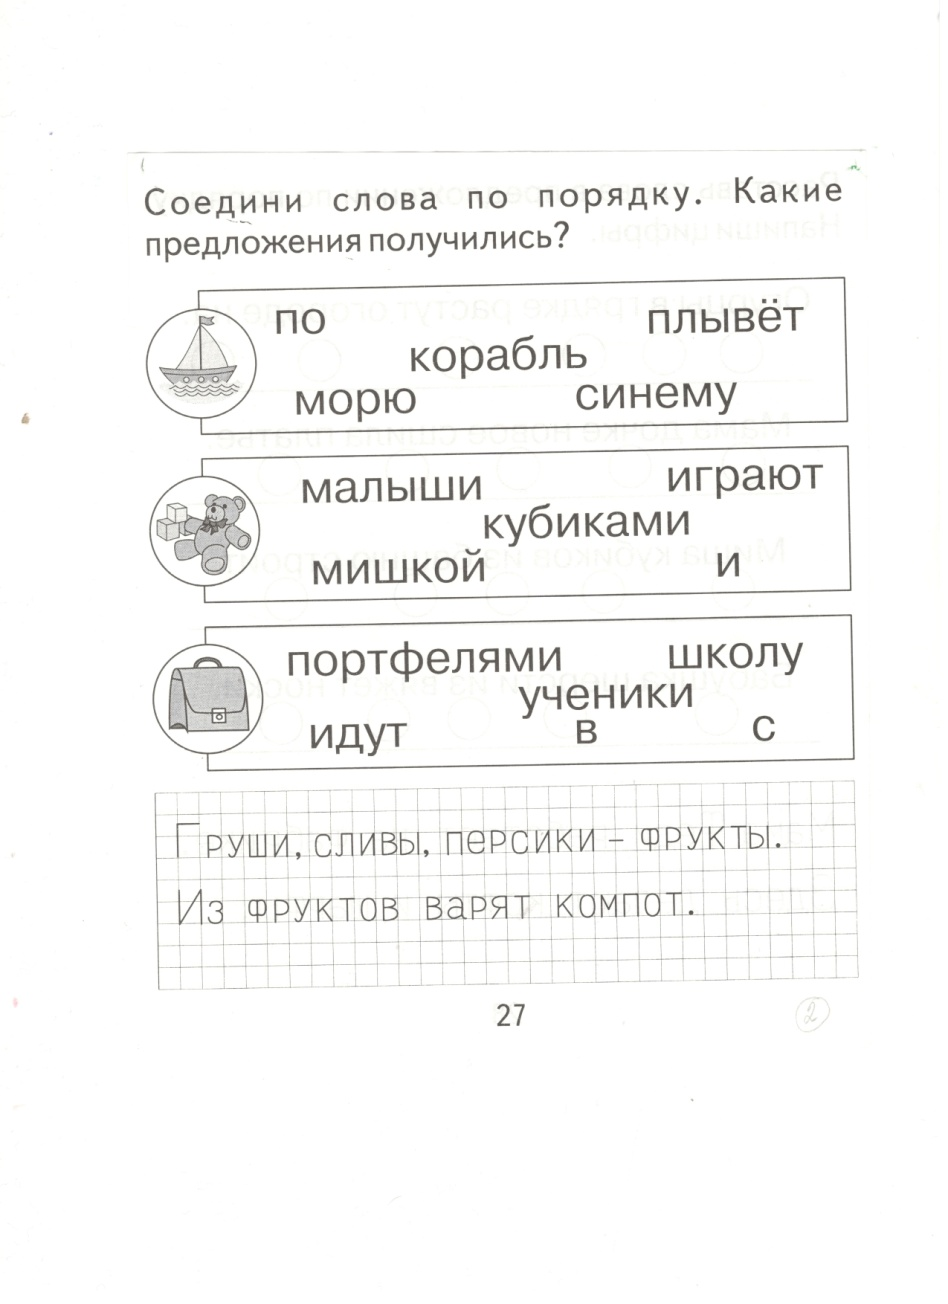 Соедини слова по порядку. Какие
предложения получились?
по плывёт
корабль
морю синему
малыши играют
кубиками
мишкой и
портфелями школу
ученики
идут в с
Груши, сливы, персики – фрукты.
Из фруктов варят компот.
27
2